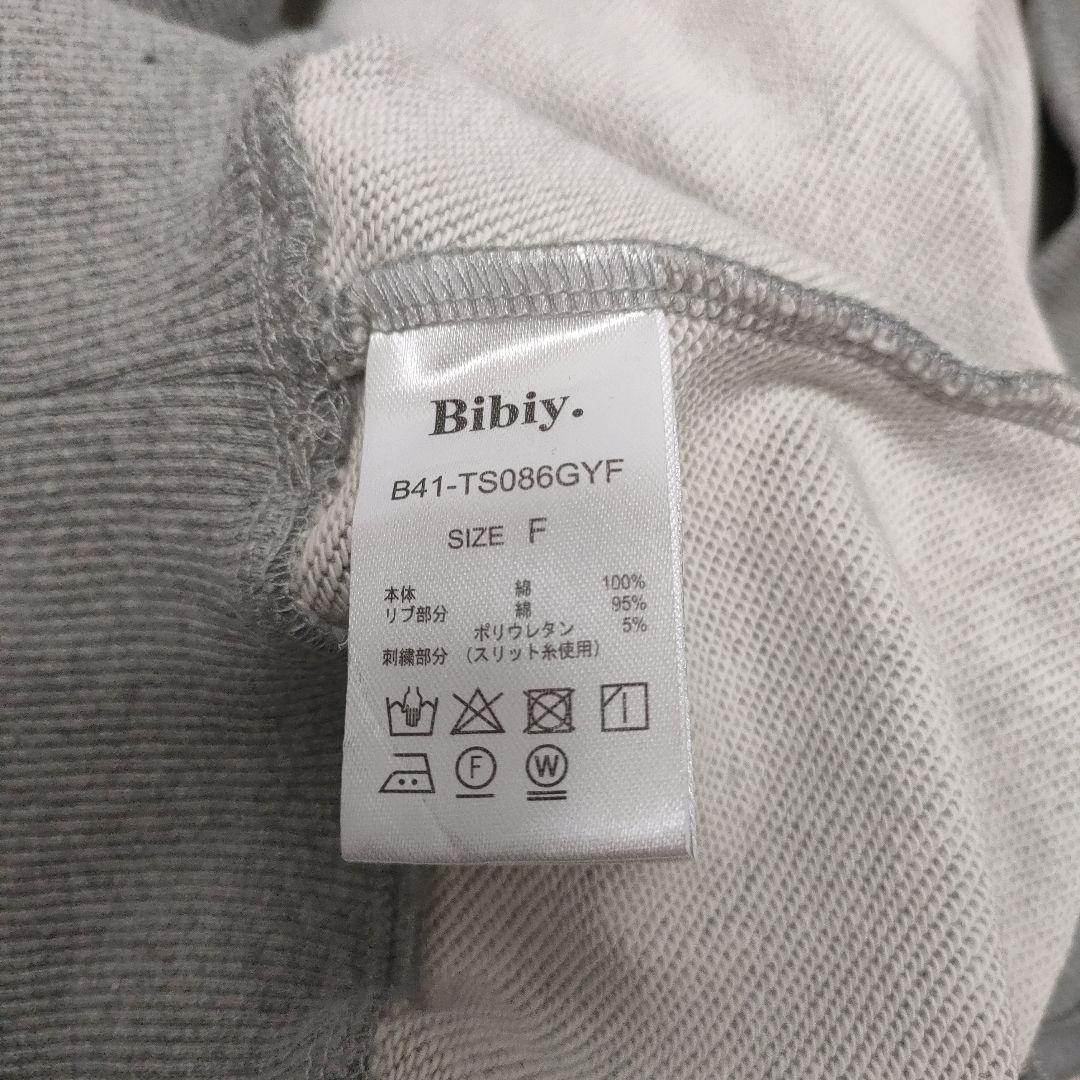 Bibiy.
B41-TS086GYF
SIZE F
本体 綿 100%
リブ部分 綿 95%
ポリウレタン 5%
刺繍部分 (スリット糸使用)
F W